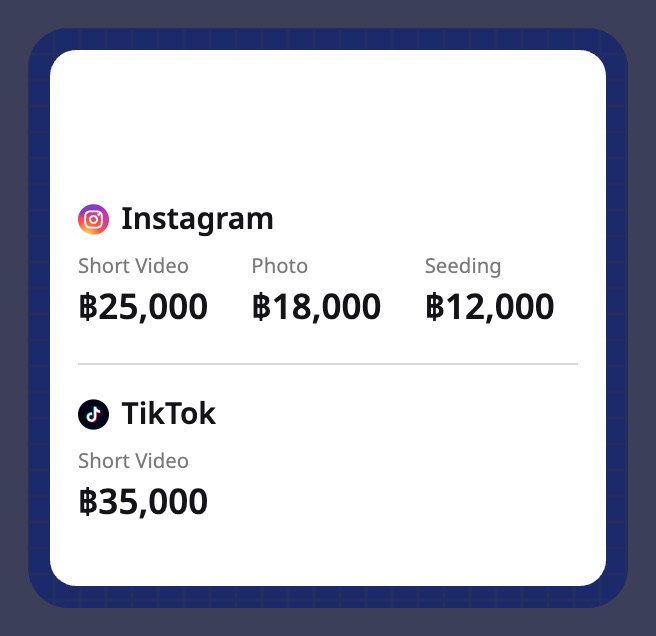 Instagram
Short Video Photo Seeding
฿25,000 ฿18,000 ฿12,000
TikTok
Short Video
฿35,000